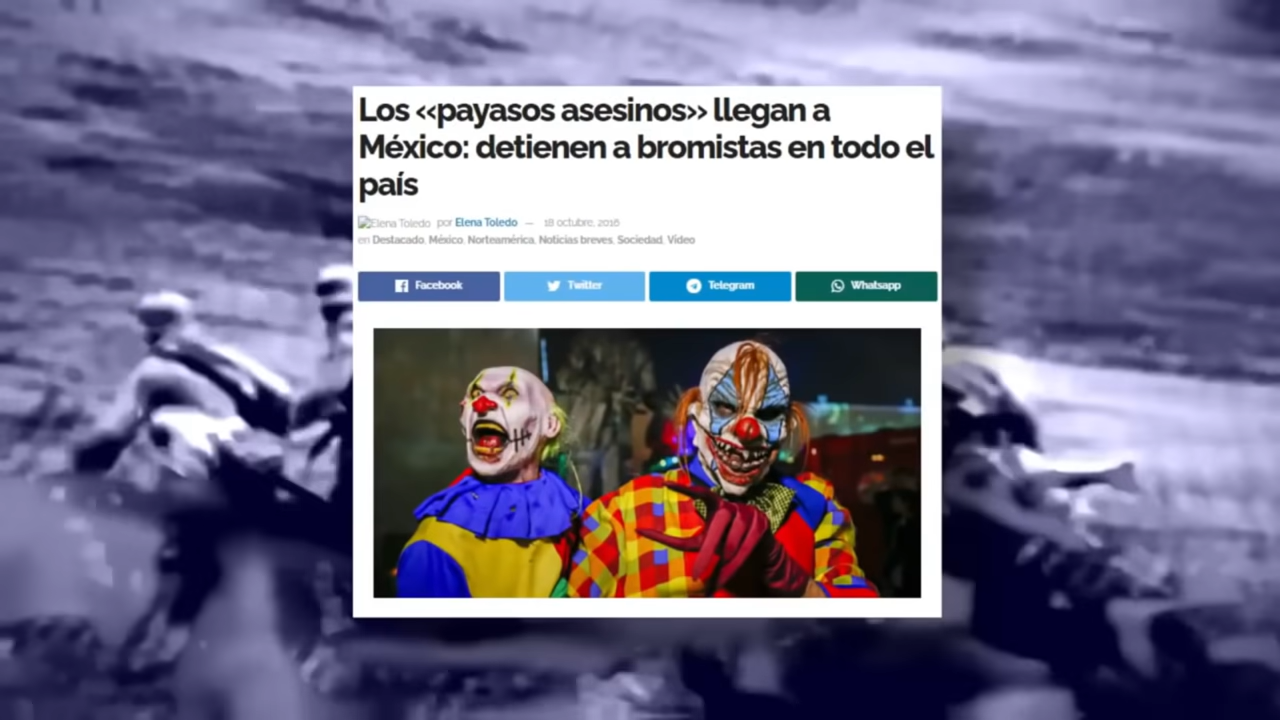 Los «payasos asesinos» llegan a
México: detienen a bromistas en todo el
país
Elena Toledo por Elena Toledo — 18 octubre, 2016
en Destacado, México, Norteamérica, Noticias breves, Sociedad, Video
Facebook Twitter Telegram Whatsapp